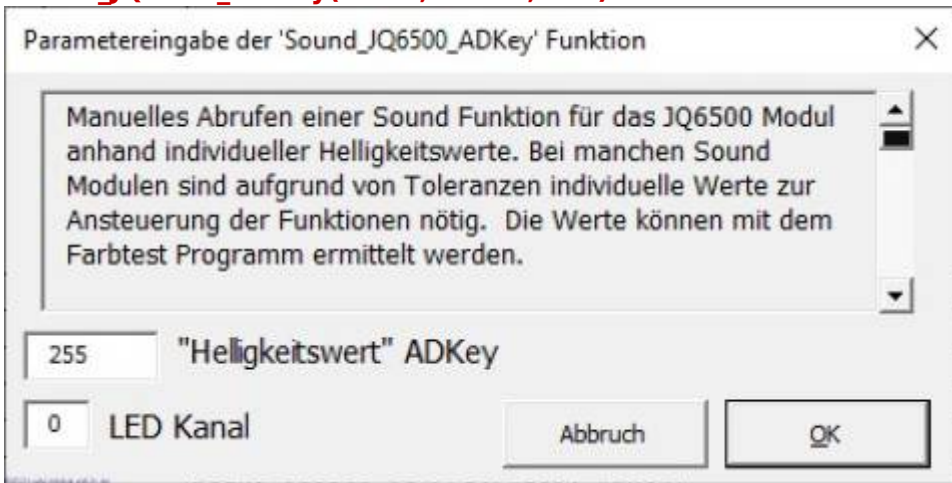 Parametereingabe der 'Sound_JQ6500_ADKey' Funktion
Manuelles Abrufen einer Sound Funktion für das JQ6500 Modul
anhand individueller Helligkeitswerte. Bei manchen Sound
Modulen sind aufgrund von Toleranzen individuelle Werte zur
Ansteuerung der Funktionen nötig. Die Werte können mit dem
Farbtest Programm ermittelt werden.
255 "Helligkeitswert" ADKey
0 LED Kanal
Abbruch OK